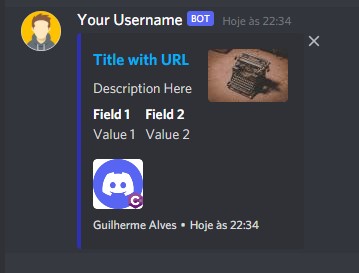 Your Username BOT Hoje às 22:34
Title with URL
Description Here
Field 1 Field 2
Value 1 Value 2
Guilherme Alves • Hoje às 22:34